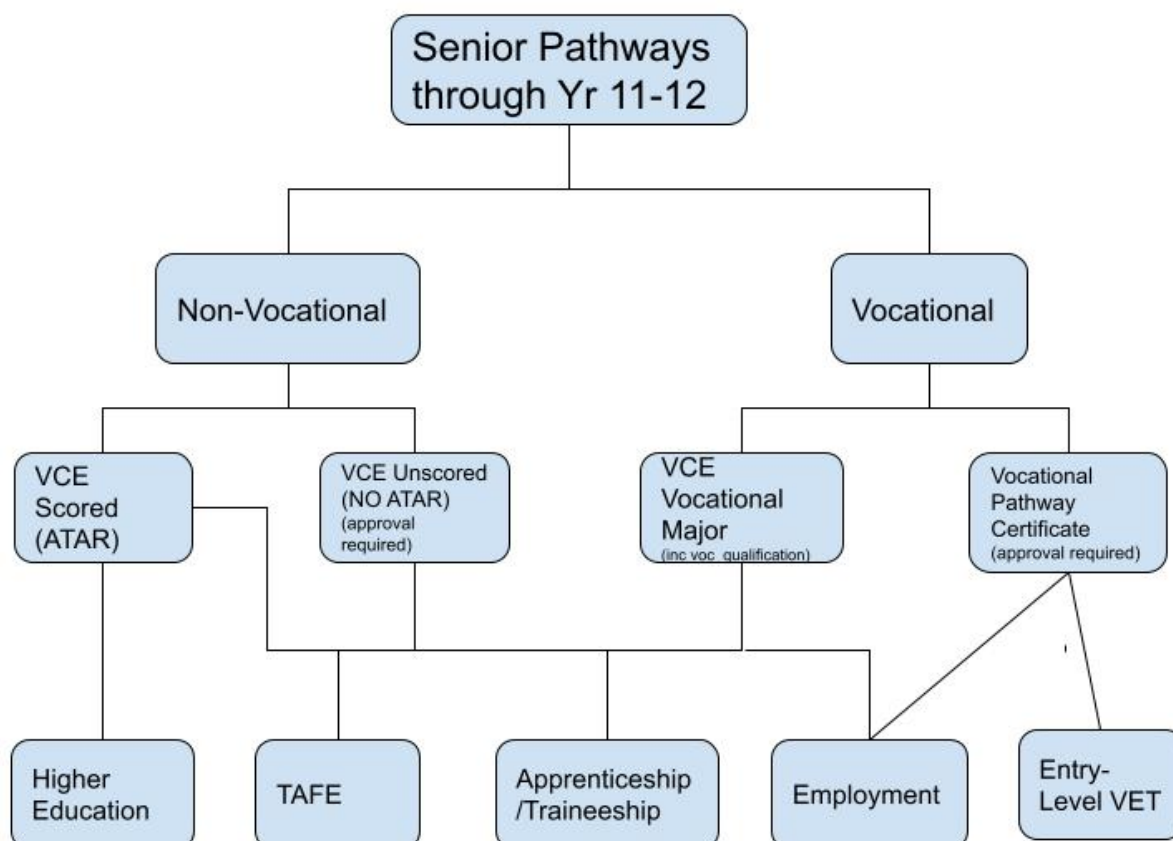 Senior Pathways
through Yr 11-12
Non-Vocational
Vocational
VCE
Scored
(ATAR)
VCE Unscored
(NO ATAR)
(approval
required)
VCE
Vocational
Major
(inc voc qualification)
Vocational
Pathway
Certificate
(approval required)
Higher
Education
TAFE
Apprenticeship
/Traineeship
Employment
Entry-
Level VET